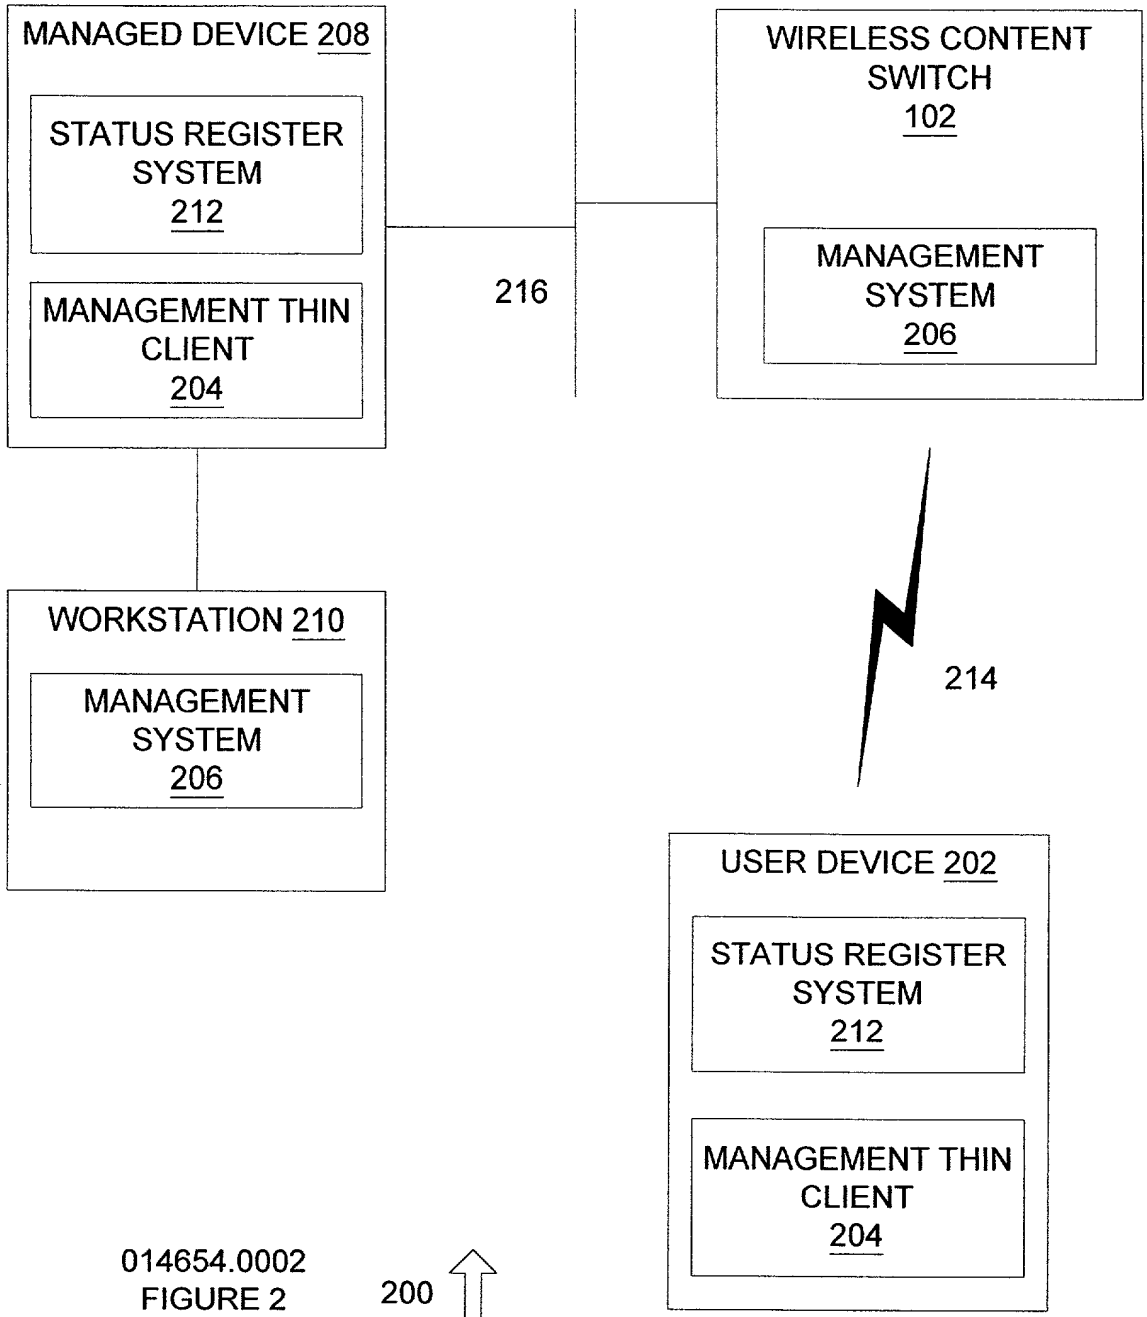 MANAGED DEVICE 208
STATUS REGISTER
SYSTEM
212
MANAGEMENT THIN
CLIENT
204
216
WIRELESS CONTENT
SWITCH
102
MANAGEMENT
SYSTEM
206
WORKSTATION 210
MANAGEMENT
SYSTEM
206
214
USER DEVICE 202
STATUS REGISTER
SYSTEM
212
MANAGEMENT THIN
CLIENT
204
014654.0002
FIGURE 2
200